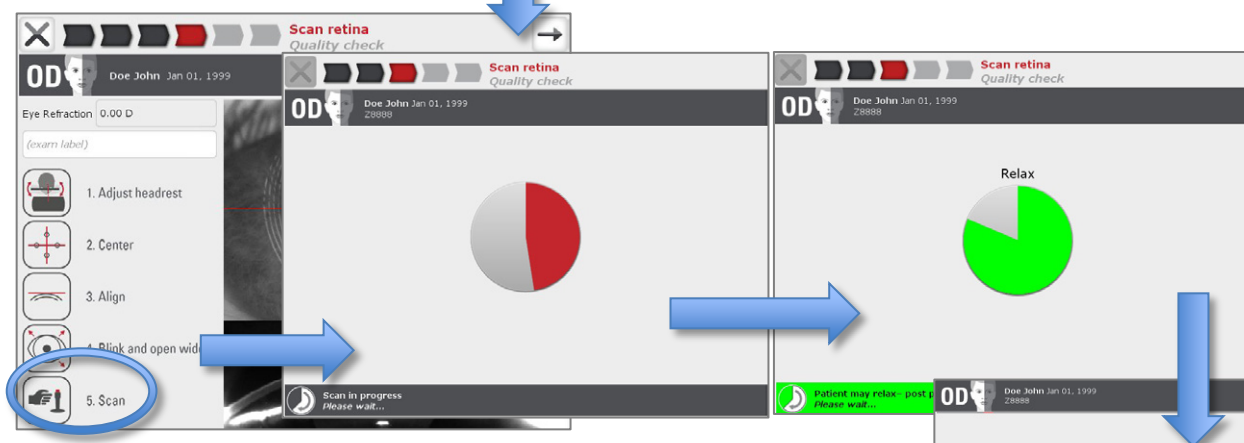 Scan retina
Quality check
OD Doe John Jan 01, 1999
Eye Refraction 0.00 D
(exam label)
1. Adjust headrest
2. Center
3. Align
4. Blink and open wid
5. Scan
Scan retina
Quality check
OD Doe John Jan 01, 1999
Z8888
Scan in progress
Please wait...
Scan retina
Quality check
OD Doe John Jan 01, 1999
Z8888
Relax
Patient may relax– post p
Please wait...
OD Doe John Jan 01, 1999
Z8888